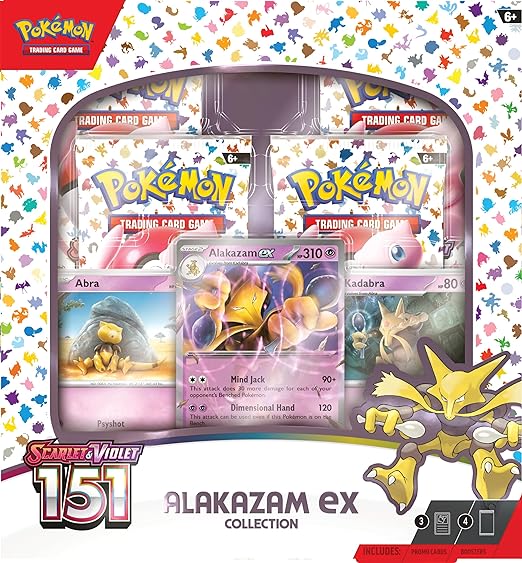 POKÉMON
TRADING CARD GAME
6+
TRADING CARD GAME
TRADING CARD GAME
6+
6+
POKÉMON
POKÉMON
TRADING CARD GAME
TRADING CARD GAME
Alakazam ex
HP310
Abra
Kadabra
HP80
Mind Jack 90+
This attack does 30 more damage for each of your
opponent's Benched Pokémon.
Dimensional Hand 120
This attack can be used even if this Pokémon is on the
Bench.
Psyshot
SCARLET & VIOLET
151
ALAKAZAM ex
COLLECTION
3
4
INCLUDES:
PROMO CARDS
BOOSTERS